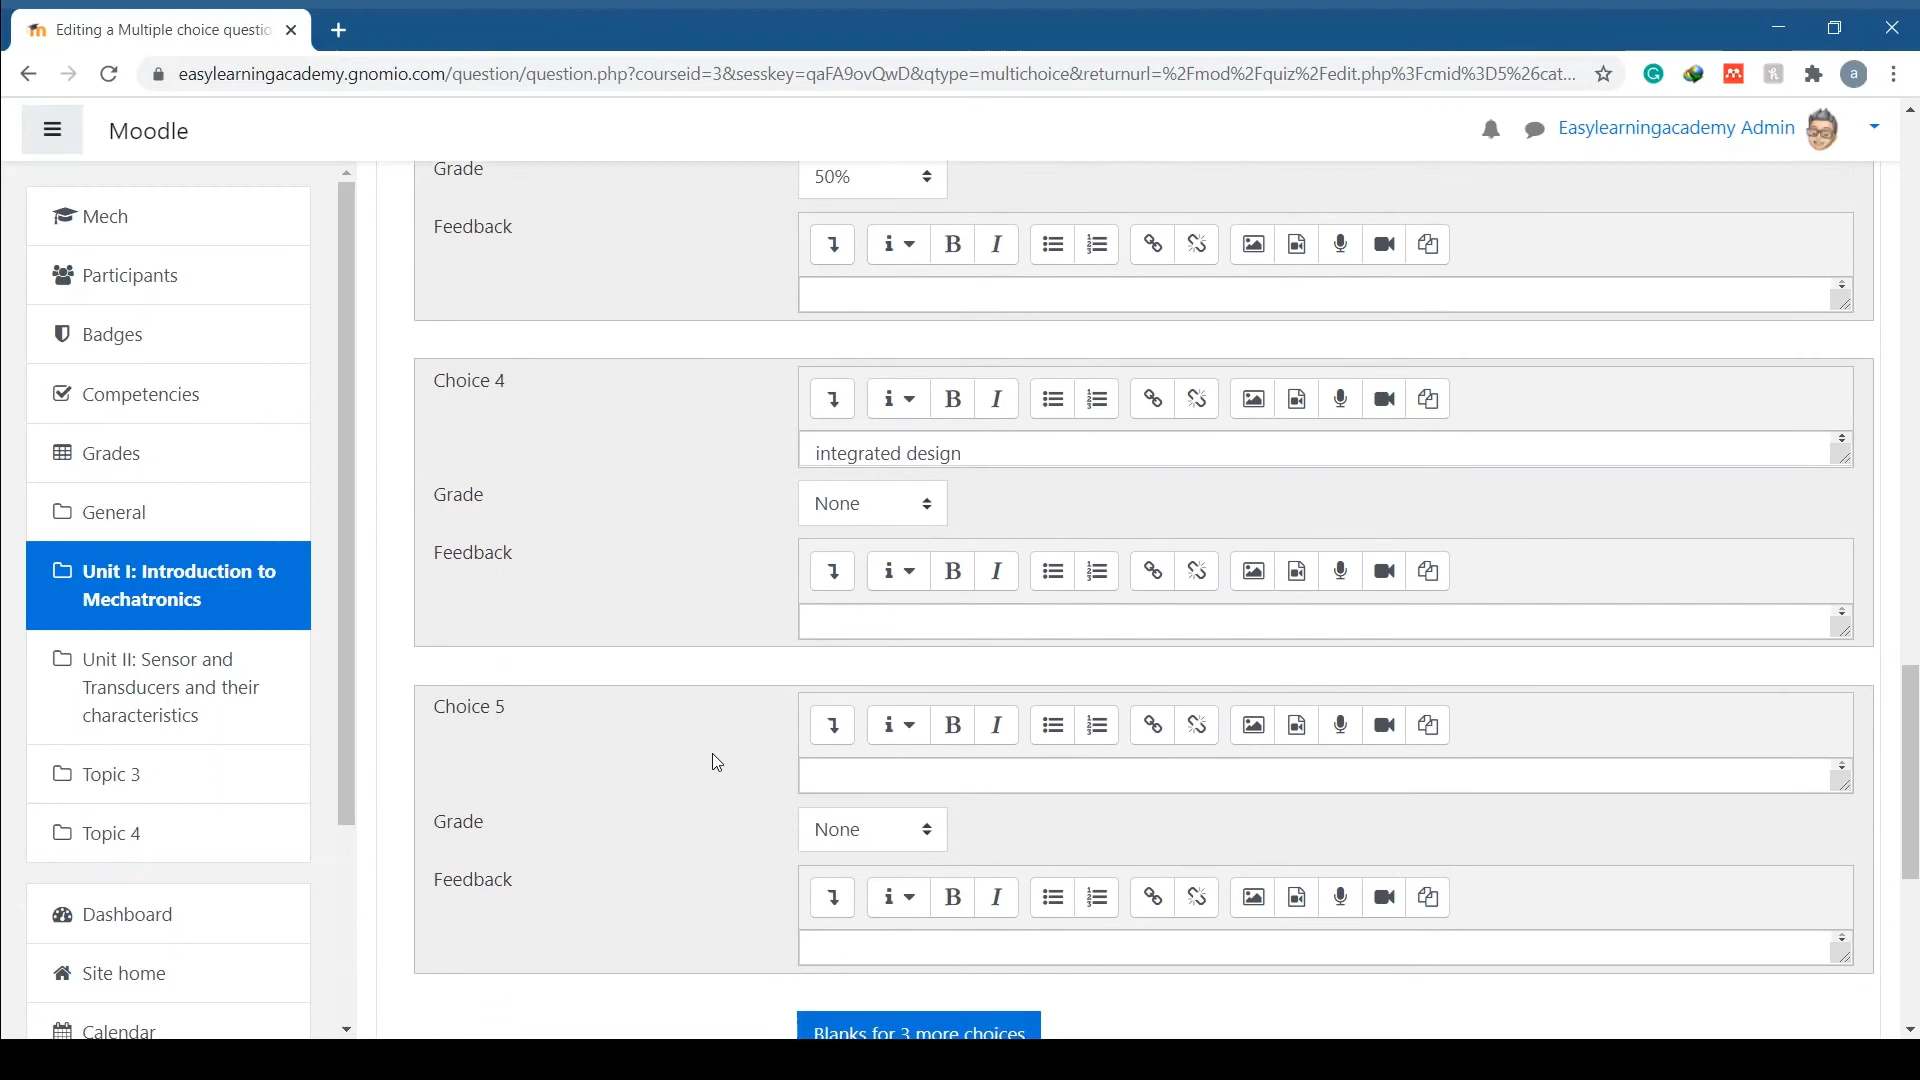 Editing a Multiple choice questio
easylearningacademy.gnomio.com/question/question.php?courseid=3&sesskey=qaFA9ovQwD&qtype=multichoice&returnurl=%2Fmod%2Fquiz%2Fedit.php%3Fcmid%3D5%26cat...
a
Moodle
Easylearningacademy Admin
Mech
Participants
Badges
Competencies
Grades
General
Unit I: Introduction to
Mechatronics
Unit II: Sensor and
Transducers and their
characteristics
Topic 3
Topic 4
Dashboard
Site home
Calendar
Grade
50%
Feedback
B I
Choice 4
B I
integrated design
Grade
None
Feedback
B I
Choice 5
B I
Grade
None
Feedback
B I
Blanks for 3 more choices